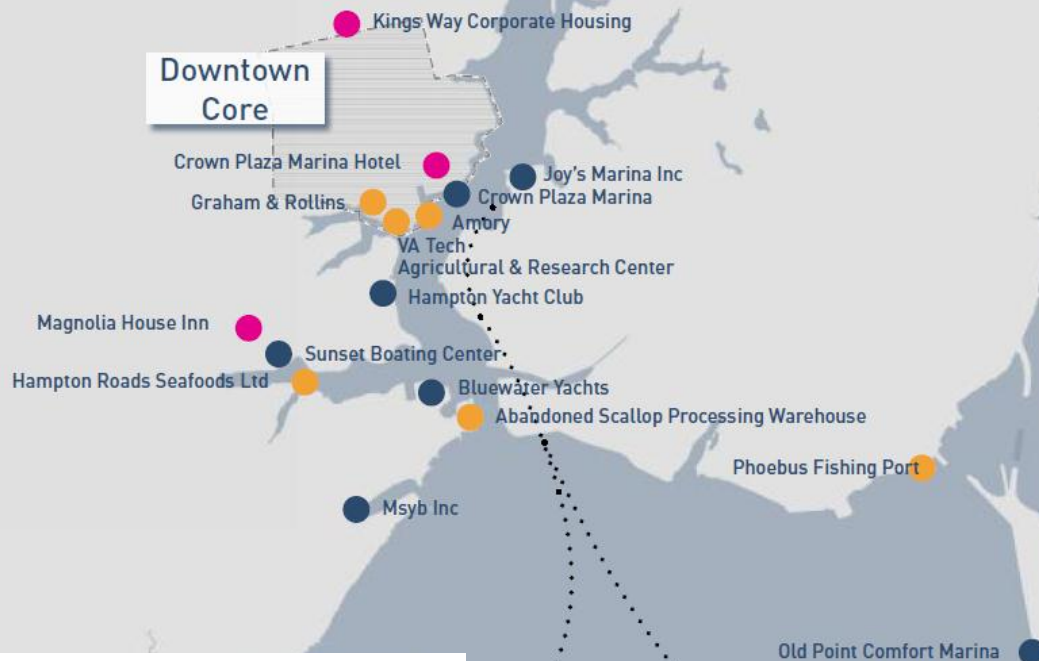 Kings Way Corporate Housing
Downtown
Core
Crown Plaza Marina Hotel
Joy's Marina Inc
Crown Plaza Marina
Graham & Rollins
Amory
VA Tech
Agricultural & Research Center
Hampton Yacht Club
Magnolia House Inn
Sunset Boating Center
Hampton Roads Seafoods Ltd
Bluewater Yachts
Abandoned Scallop Processing Warehouse
Phoebus Fishing Port
Msyb Inc
Old Point Comfort Marina